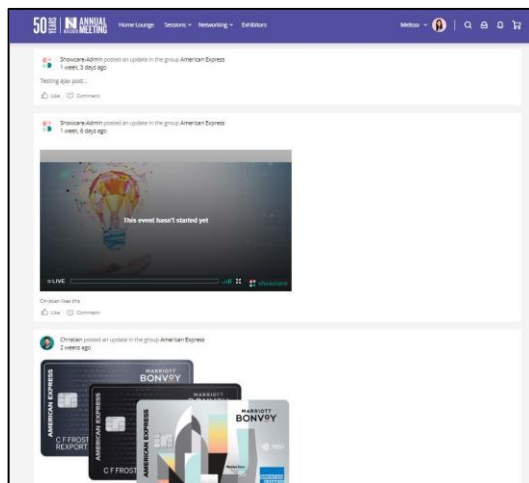 50 YEARS
N ANNUAL MEETING
Home Lounge Sessions Networking Exhibitors
Melissa
Showcare-Admin posted an update in the group American Express
1 week, 3 days ago
Testing ajax post...
Like Comment
Showcare-Admin posted an update in the group American Express
1 week, 6 days ago
This event hasn't started yet
LIVE
showcare
Christian likes this
Like Comment
Christian posted an update in the group American Express
2 weeks ago
MARRIOTT
BONVOY
AMERICAN EXPRESS
C F FROST
REXPORT
MARRIOTT
AMERICAN EXPRESS
C F FROST
MARRIOTT
BONVOY
AMERICAN EXPRESS